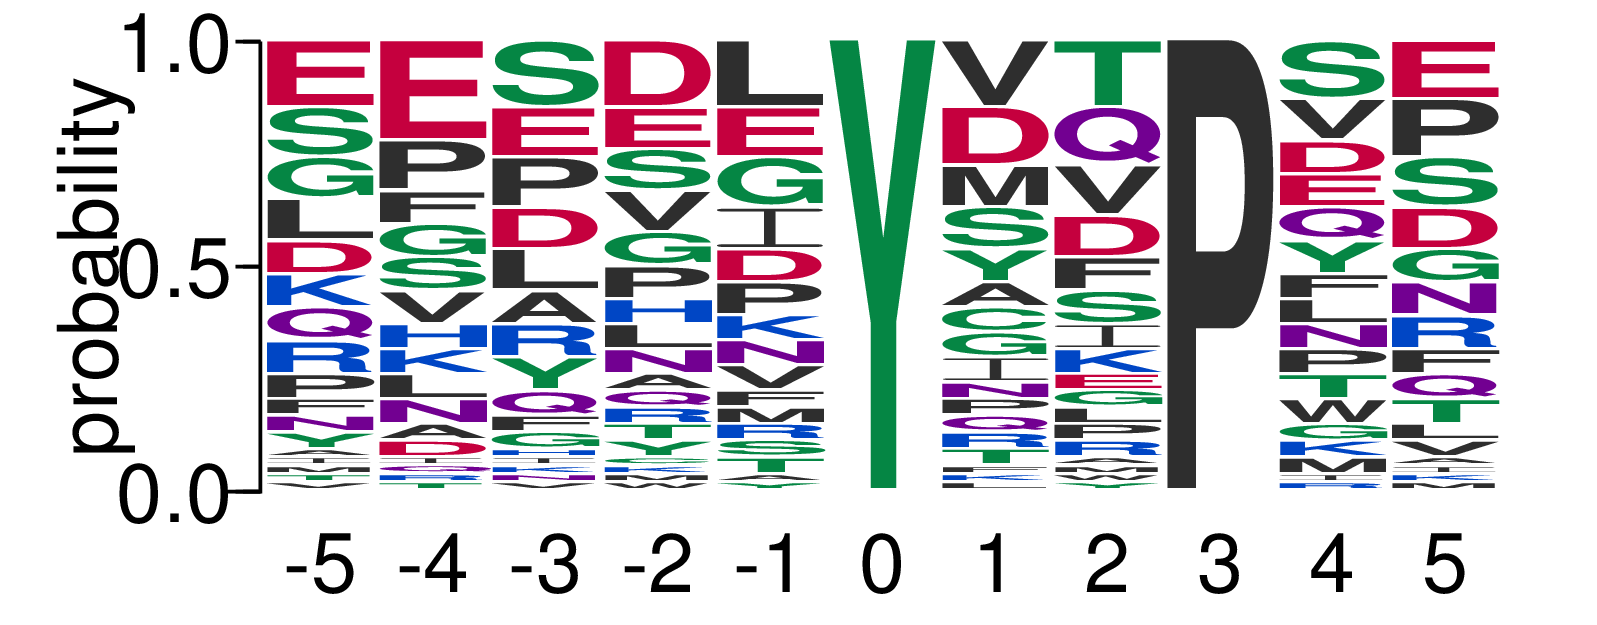 probability
1.0
0.5
0.0
E S G L D K Q R P F N Y
E E P F G S V H K L N A D
S E P D L A R Y Q F G
D E S V G P H L N A Q R T Y
L E G I D P K N V F M R S T
Y
V D M S Y A C G I N P Q R T
T Q V D F S I K E G L P R
P
S V D E Q Y F L N P T W G K M
E P S D G N R F Q T L V
-5 -4 -3 -2 -1 0 1 2 3 4 5